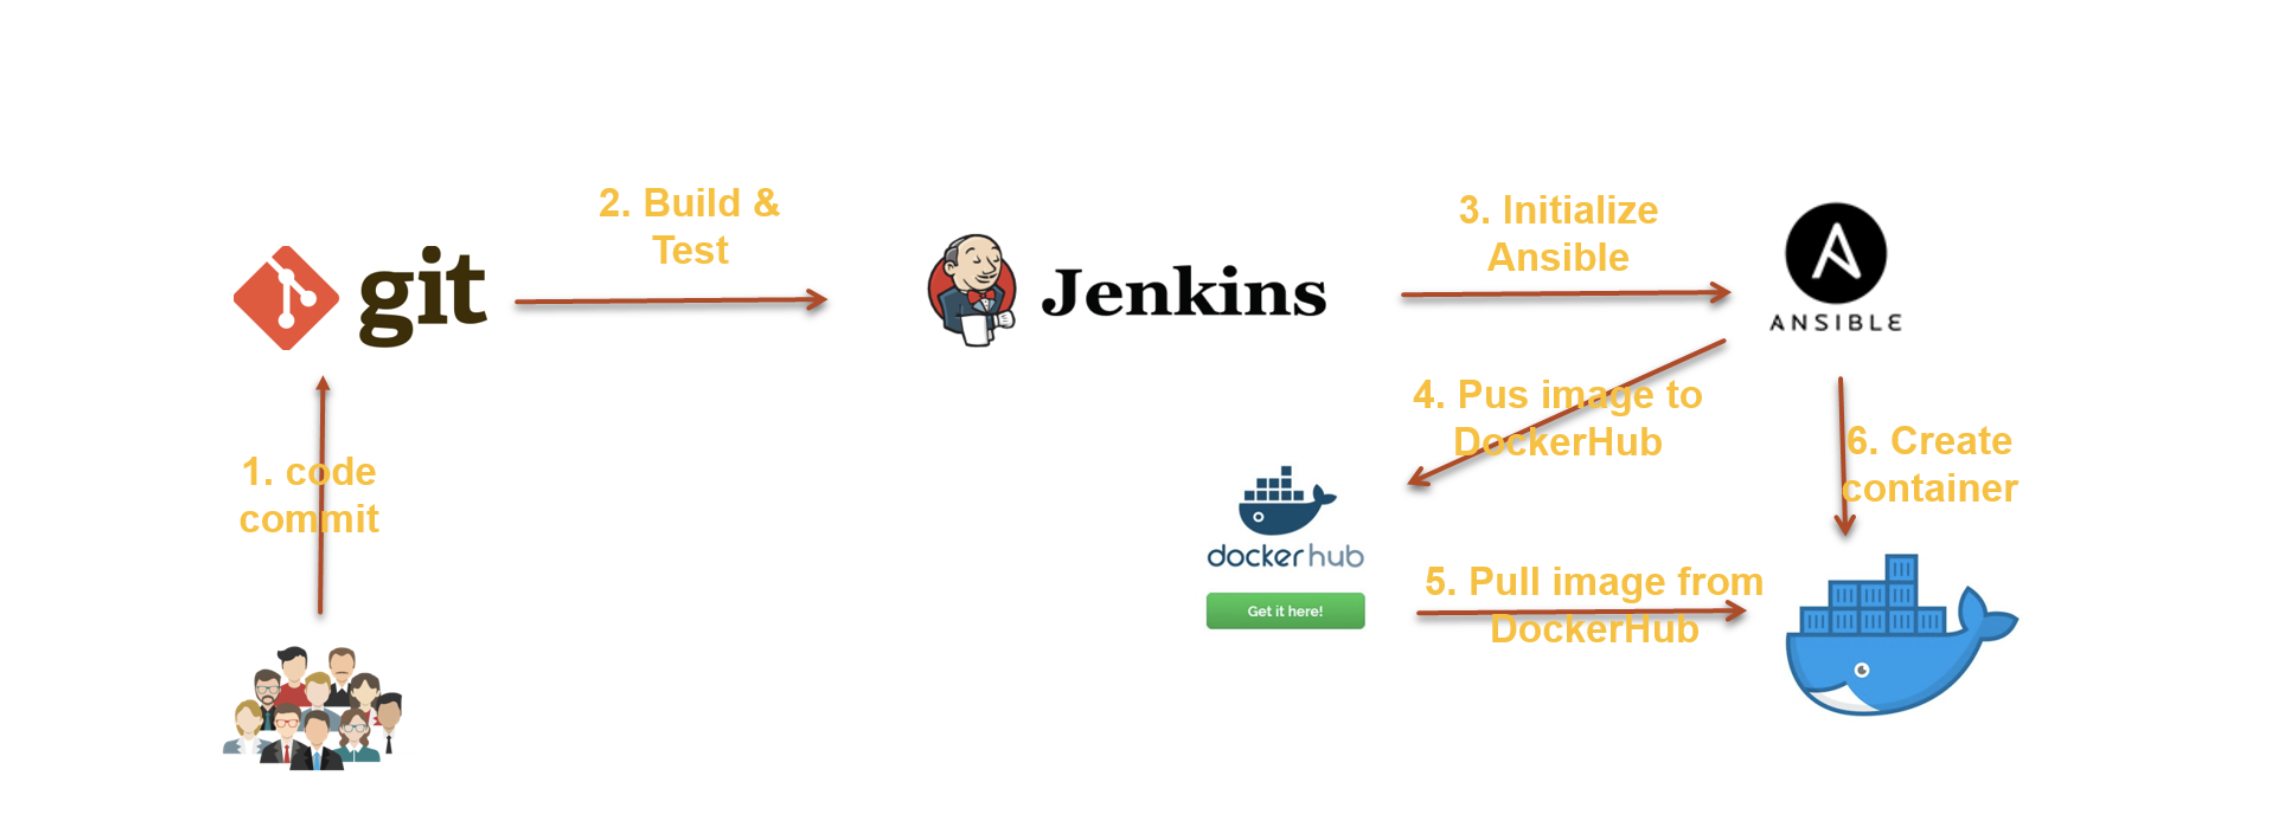 2. Build &
Test
3. Initialize
Ansible
git
Jenkins
ANSIBLE
4. Pus image to
DockerHub
1. code
commit
6. Create
container
docker hub
Get it here!
5. Pull image from
DockerHub